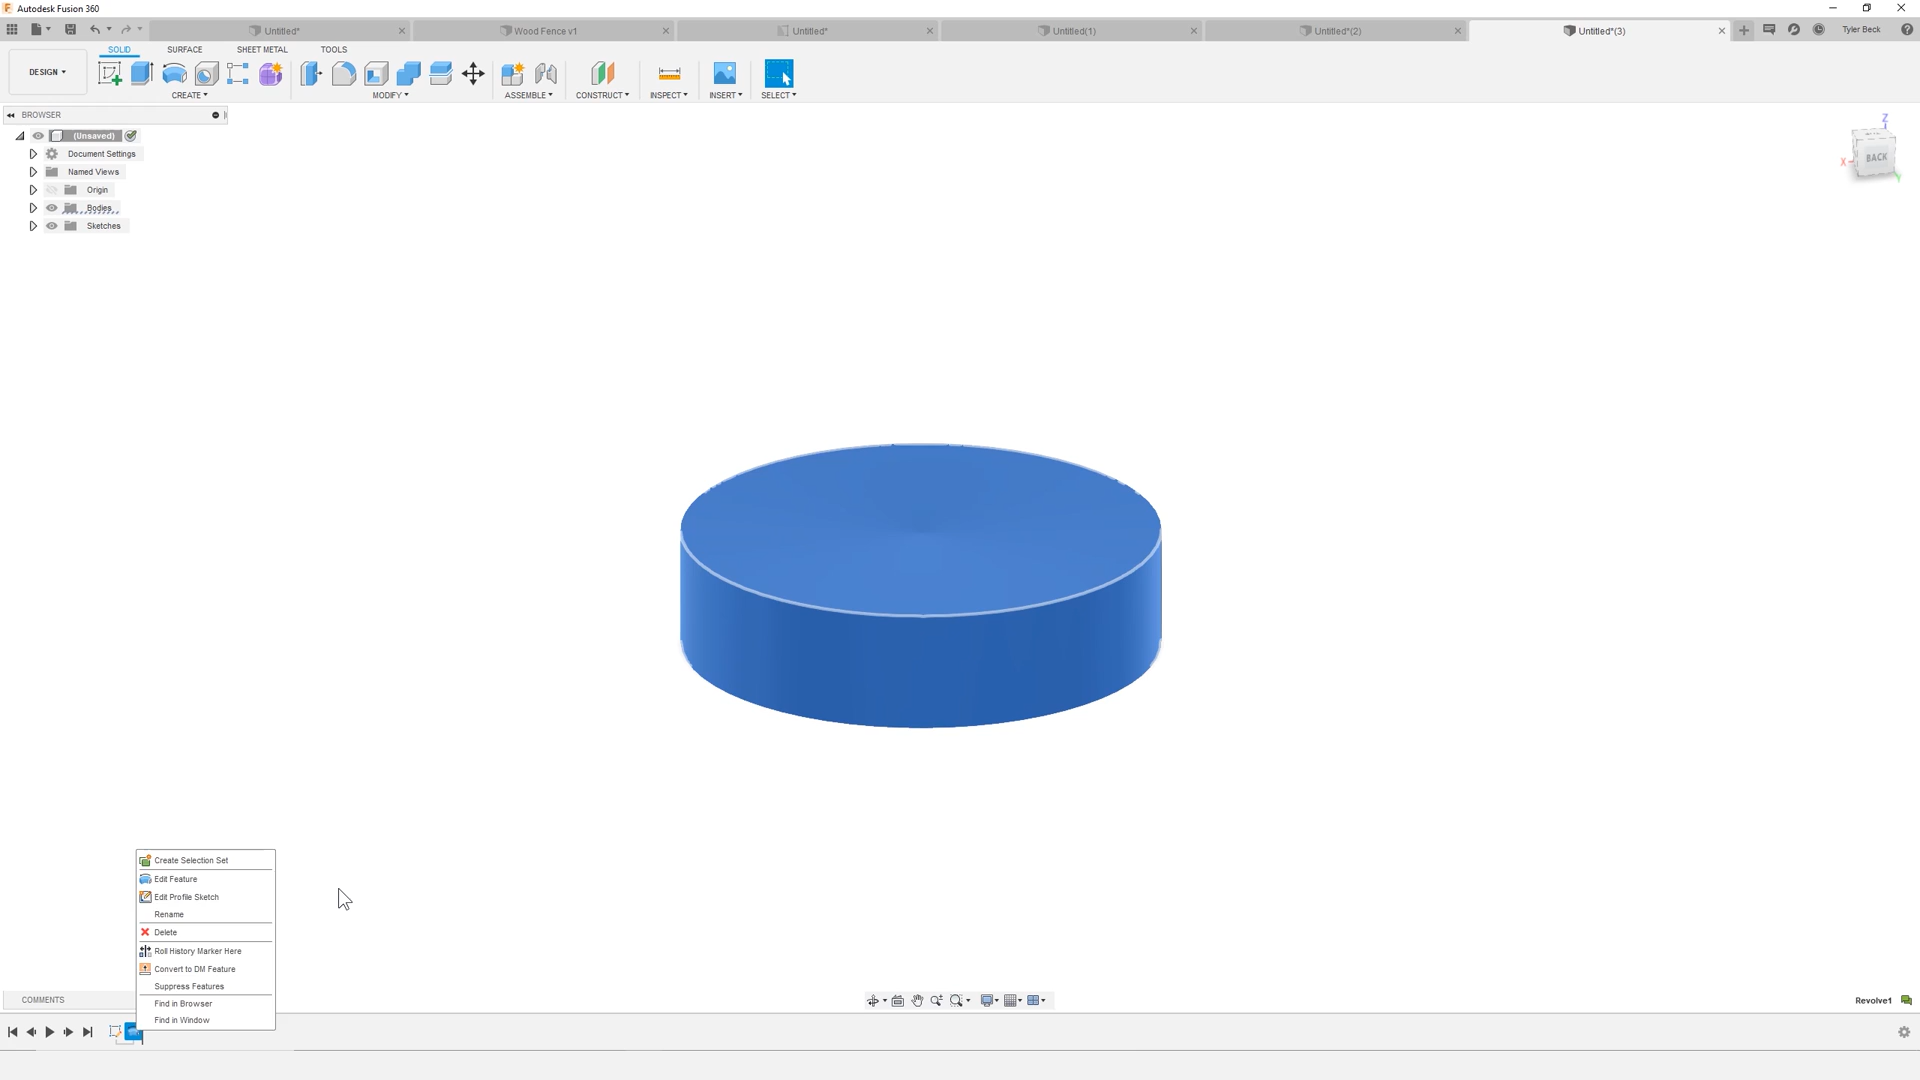 Autodesk Fusion 360
Untitled*
Wood Fence v1
Untitled*
Untitled(1)
Untitled*(2)
Untitled*(3)
Tyler Beck
DESIGN
SOLID
SURFACE
SHEET METAL
TOOLS
CREATE
MODIFY
ASSEMBLE
CONSTRUCT
INSPECT
INSERT
SELECT
BROWSER
(Unsaved)
Document Settings
Named Views
Origin
Bodies
Sketches
Z
X
BACK
Y
Create Selection Set
Edit Feature
Edit Profile Sketch
Rename
Delete
Roll History Marker Here
Convert to DM Feature
Suppress Features
Find in Browser
Find in Window
COMMENTS
Revolve1